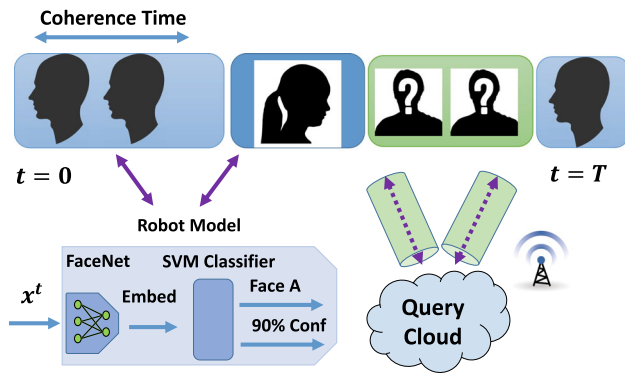 Coherence Time
? ?
t = 0
t = T
Robot Model
FaceNet SVM Classifier
x^t
Embed
Face A
90% Conf
Query
Cloud